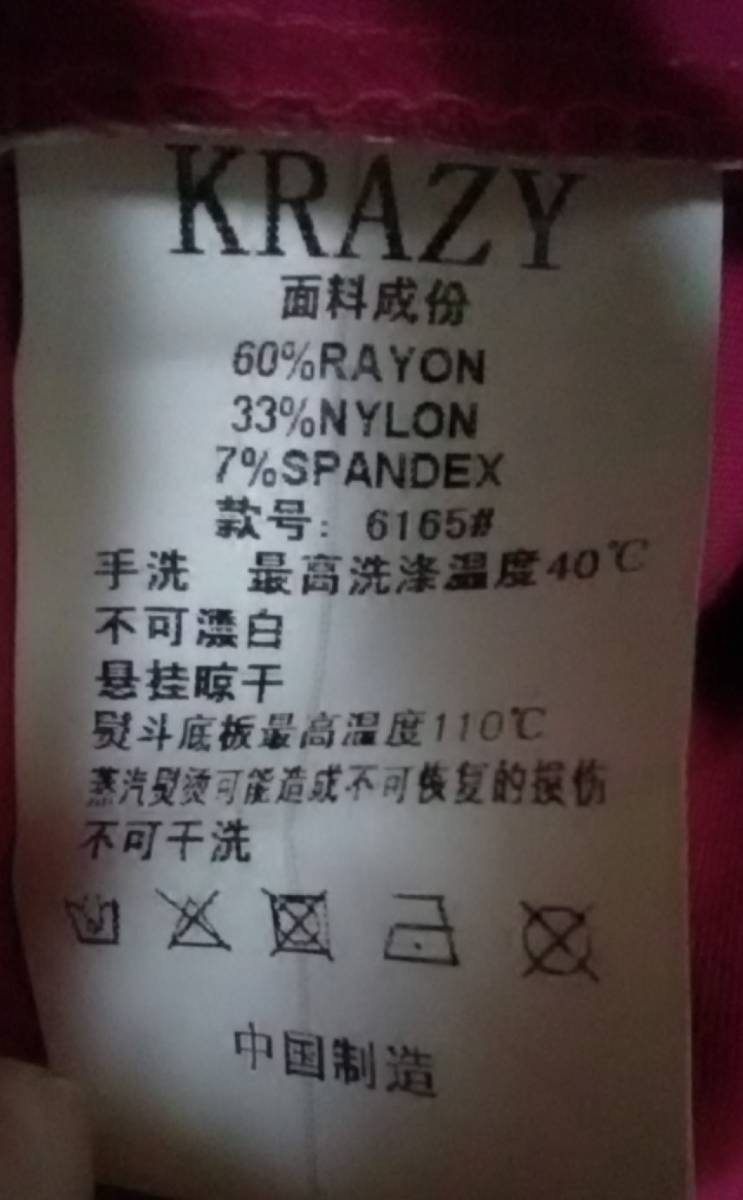 KRAZY
面料成份
60%RAYON
33%NYLON
7%SPANDEX
款号: 6165#
手洗 最高洗涤温度40℃
不可漂白
悬挂晾干
熨斗底板最高温度110℃
蒸汽熨烫可能造成不可恢复的损伤
不可干洗
中国制造